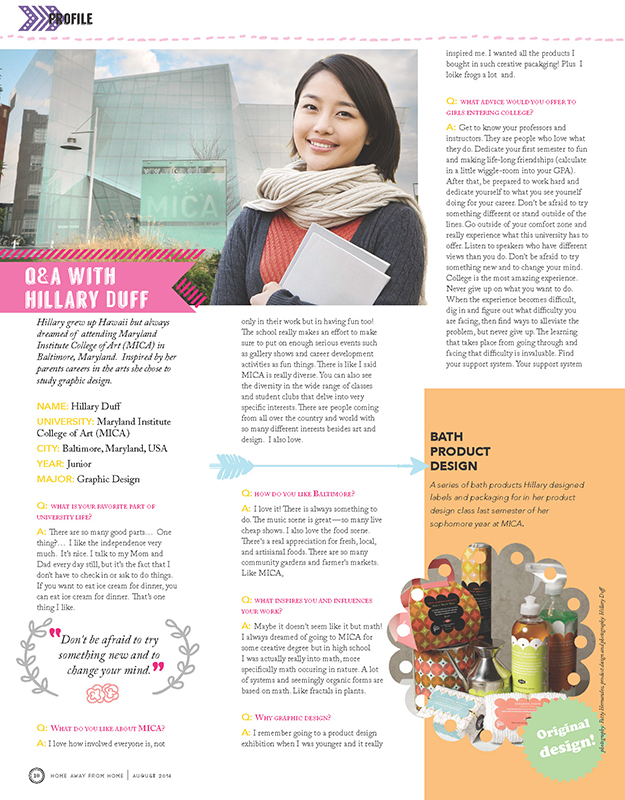 PROFILE
MICA
Q&A WITH
HILLARY DUFF
Hillary grew up Hawaii but always
dreamed of attending Maryland
Institute College of Art (MICA) in
Baltimore, Maryland. Inspired by her
parents careers in the arts she chose to
study graphic design.
NAME: Hillary Duff
UNIVERSITY: Maryland Institute
College of Art (MICA)
CITY: Baltimore, Maryland, USA
YEAR: Junior
MAJOR: Graphic Design
Q: WHAT IS YOUR FAVORITE PART OF
UNIVERSITY LIFE?
A: There are so many good parts… One
thing?… I like the independence very
much. It's nice. I talk to my Mom and
Dad every day still, but it's the fact that I
don't have to check in or ask to do things.
If you want to eat ice cream for dinner, you
can eat ice cream for dinner. That's one
thing I like.
"Don't be afraid to try
something new and to
change your mind."
Q: WHAT DO YOU LIKE ABOUT MICA?
A: I love how involved everyone is, not
only in their work but in having fun too!
The school really makes an effort to make
sure to put on enough serious events such
as gallery shows and career development
activities as fun things. There is like I said
MICA is really diverse. You can also see
the diversity in the wide range of classes
and student clubs that delve into very
specific interests. There are people coming
from all over the country and world with
so many different inerests besides art and
design. I also love.
Q: HOW DO YOU LIKE BALTIMORE?
A: I love it! There is always something to
do. The music scene is great—so many live
cheap shows. I also love the food scene.
There's a real appreciation for fresh, local,
and artisianal foods. There are so many
community gardens and farmer's markets.
Like MICA,
Q: WHAT INSPIRES YOU AND INFLUENCES
YOUR WORK?
A: Maybe it doesn't seem like it but math!
I always dreamed of going to MICA for
some creative degree but in high school
I was actually really into math, more
specifically math occuring in nature. A lot
of systems and seemingly organic forms are
based on math. Like fractals in plants.
Q: WHY GRAPHIC DESIGN?
A: I remember going to a product design
exhibition when I was younger and it really
inspired me. I wanted all the products I
bought in such creative pacakging! Plus I
loike frogs a lot and.
Q: WHAT ADVICE WOULD YOU OFFER TO
GIRLS ENTERING COLLEGE?
A: Get to know your professors and
instructors. They are people who love what
they do. Dedicate your first semester to fun
and making life-long friendships (calculate
in a little wiggle-room into your GPA).
After that, be prepared to work hard and
dedicate yourself to what you see yourself
doing for your career. Don't be afraid to try
something different or stand outside of the
lines. Go outside of your comfort zone and
really experience what this university has to
offer. Listen to speakers who have different
views than you do. Don't be afraid to try
something new and to change your mind.
College is the most amazing experience.
Never give up on what you want to do.
When the experience becomes difficult,
dig in and figure out what difficulty you
are facing, then find ways to alleviate the
problem, but never give up. The learning
that takes place from going through and
facing that difficulty is invaluable. Find
your support system. Your support system
BATH
PRODUCT
DESIGN
A series of bath products Hillary designed
labels and packaging for in her product
design class last semester of her
sophomore year at MICA.
Original
design!
photography: Patty Hernandez, product design and photography: Hillary Duff
19 HOME AWAY FROM HOME | AUGUST 2014